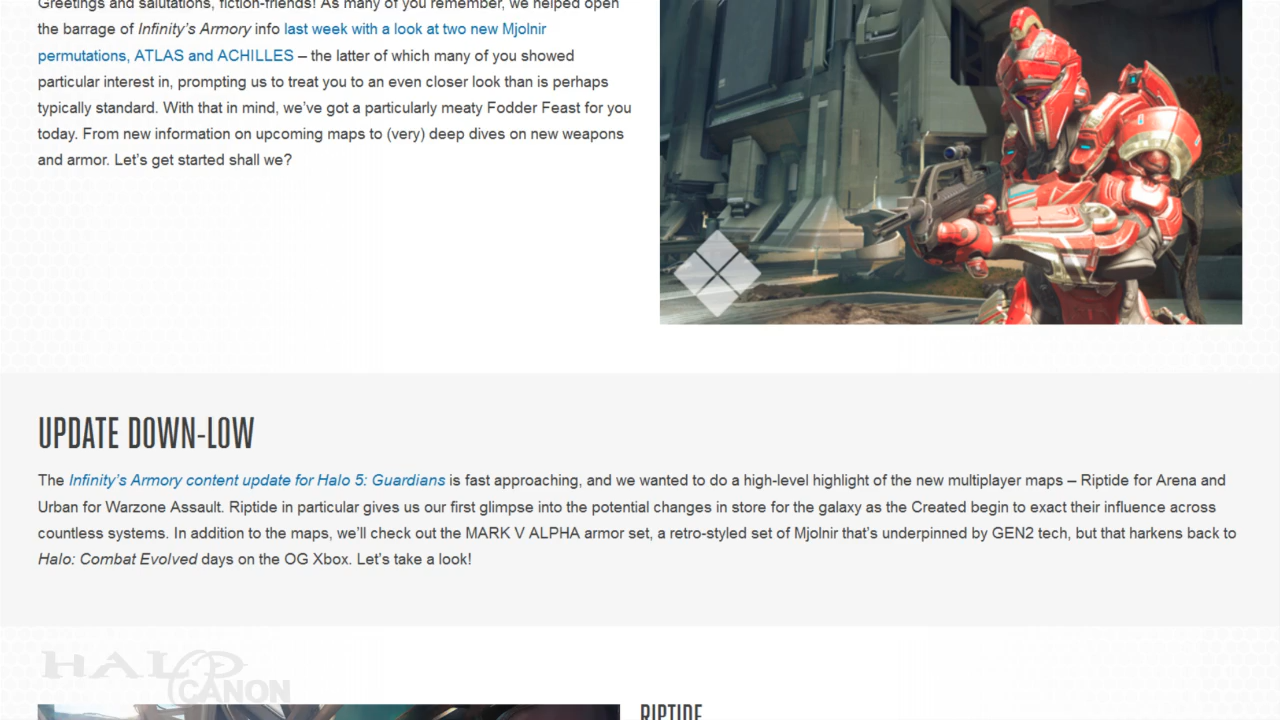 Greetings and salutations, fiction-friends! As many of you remember, we helped open
the barrage of Infinity’s Armory info last week with a look at two new Mjolnir
permutations, ATLAS and ACHILLES – the latter of which many of you showed
particular interest in, prompting us to treat you to an even closer look than is perhaps
typically standard. With that in mind, we’ve got a particularly meaty Fodder Feast for you
today. From new information on upcoming maps to (very) deep dives on new weapons
and armor. Let’s get started shall we?
UPDATE DOWN-LOW
The Infinity’s Armory content update for Halo 5: Guardians is fast approaching, and we wanted to do a high-level highlight of the new multiplayer maps – Riptide for Arena and
Urban for Warzone Assault. Riptide in particular gives us our first glimpse into the potential changes in store for the galaxy as the Created begin to exact their influence across
countless systems. In addition to the maps, we’ll check out the MARK V ALPHA armor set, a retro-styled set of Mjolnir that’s underpinned by GEN2 tech, but that harkens back to
Halo: Combat Evolved days on the OG Xbox. Let’s take a look!
HALO
CANON
RIPTIDE